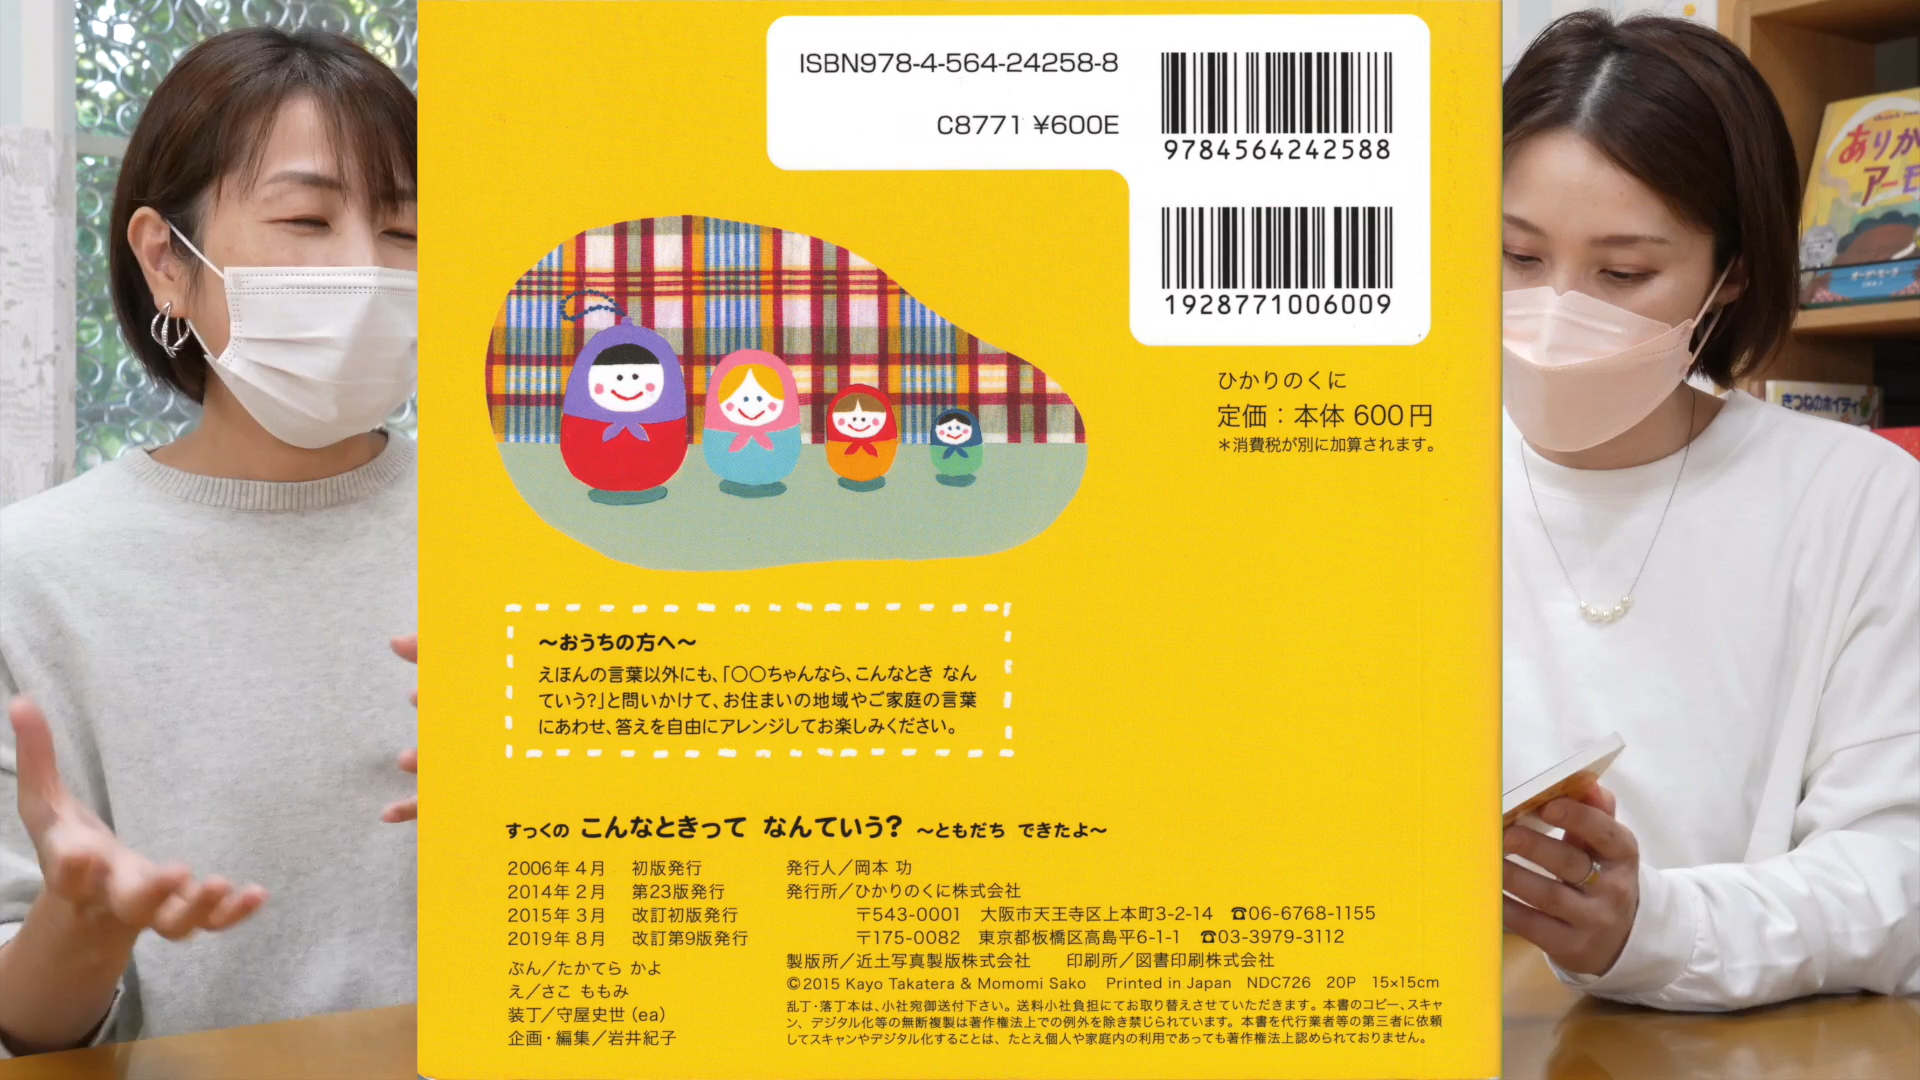 ISBN978-4-564-24258-8
C8771 ¥600E
9784564242588
1928771006009
ひかりのくに
定価：本体 600円
＊消費税が別に加算されます。
～おうちの方へ～
えほんの言葉以外にも、「〇〇ちゃんなら、こんなとき なん
ていう?」と問いかけて、お住まいの地域やご家庭の言葉
にあわせ、答えを自由にアレンジしてお楽しみください。
すっくの こんなときって なんていう? ～ともだち できたよ～
2006年4月 初版発行
2014年2月 第23版発行
2015年3月 改訂初版発行
2019年8月 改訂第9版発行
ぶん／たかてら かよ
え／さこ ももみ
装丁／守屋史世（ea）
企画・編集／岩井紀子
発行人／岡本 功
発行所／ひかりのくに株式会社
〒543-0001 大阪市天王寺区上本町3-2-14 ☎06-6768-1155
〒175-0082 東京都板橋区高島平6-1-1 ☎03-3979-3112
製版所／近土写真製版株式会社 印刷所／図書印刷株式会社
©2015 Kayo Takatera & Momomi Sako Printed in Japan NDC726 20P 15×15cm
乱丁・落丁本は、小社宛御送付下さい。送料小社負担にてお取り替えさせていただきます。本書のコピー、スキャ
ン、デジタル化等の無断複製は著作権法上での例外を除き禁じられています。本書を代行業者等の第三者に依頼
してスキャンやデジタル化することは、たとえ個人や家庭内の利用であっても著作権法上認められておりません。
ありが
アーモ
きつねのホイティ